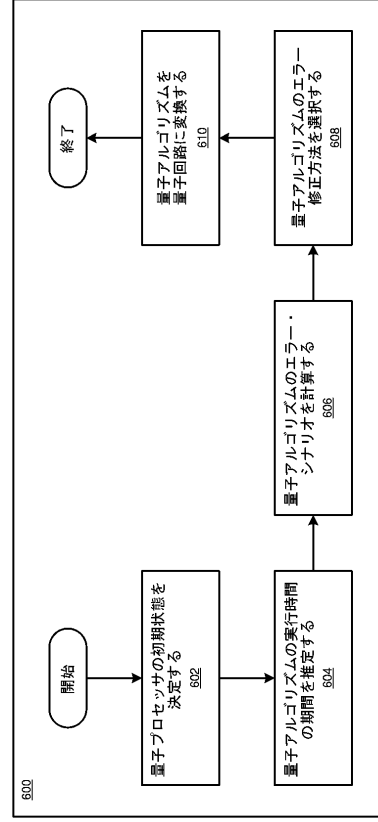 600
開始
量子プロセッサの初期状態を
決定する
602
量子アルゴリズムの実行時間
の期間を推定する
604
量子アルゴリズムのエラー・
シナリオを計算する
606
量子アルゴリズムのエラー
修正方法を選択する
608
量子アルゴリズムを
量子回路に変換する
610
終了